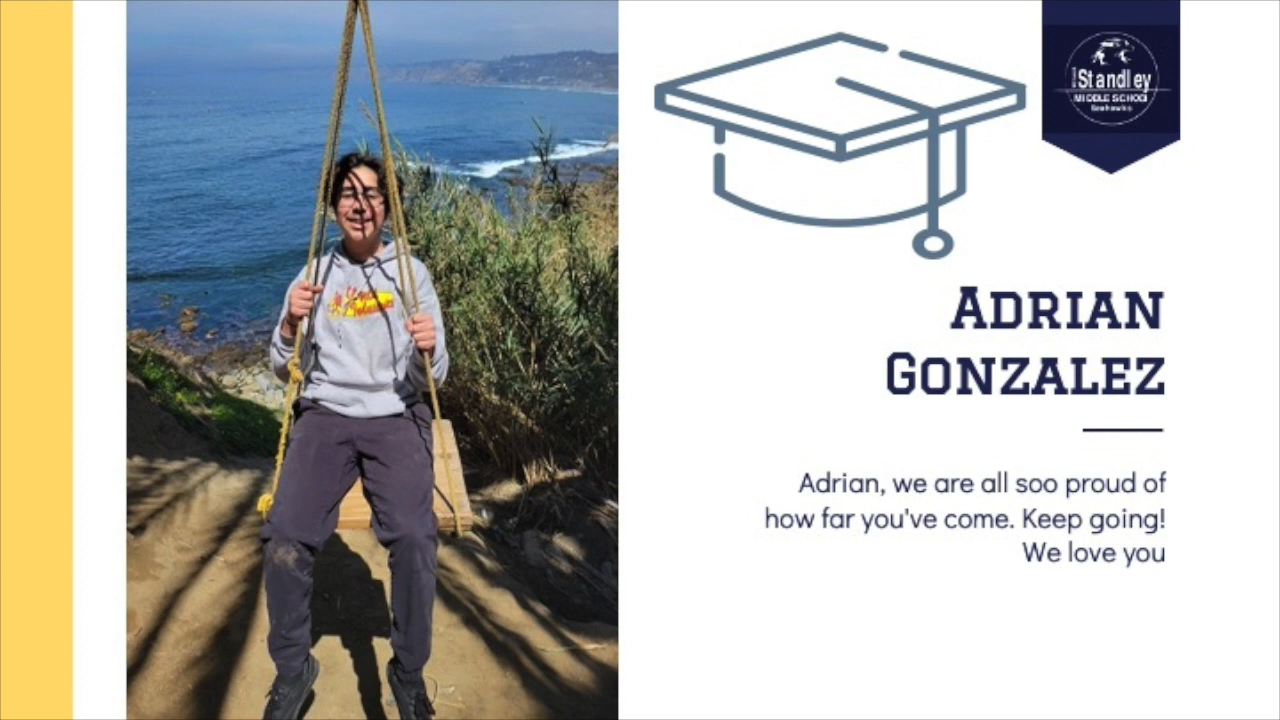 Standley
MIDDLE SCHOOL
Seahawks
ADRIAN
GONZALEZ
Adrian, we are all soo proud of
how far you've come. Keep going!
We love you